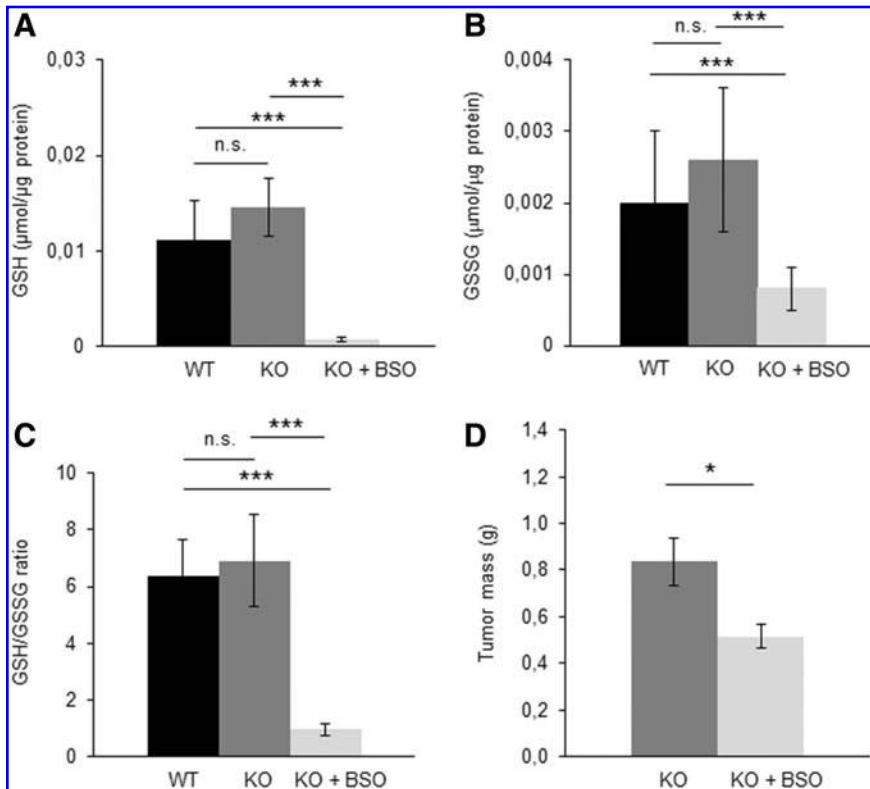 A
GSH (µmol/µg protein)
0,03
0,02
0,01
0
***
***
n.s.
WT KO KO + BSO
B
GSSG (µmol/µg protein)
0,004
0,003
0,002
0,001
0
n.s. ***
***
WT KO KO + BSO
C
GSH/GSSG ratio
10
8
6
4
2
0
n.s. ***
***
WT KO KO + BSO
D
Tumor mass (g)
1,4
1,2
1,0
0,8
0,6
0,4
0,2
0,0
*
KO KO + BSO